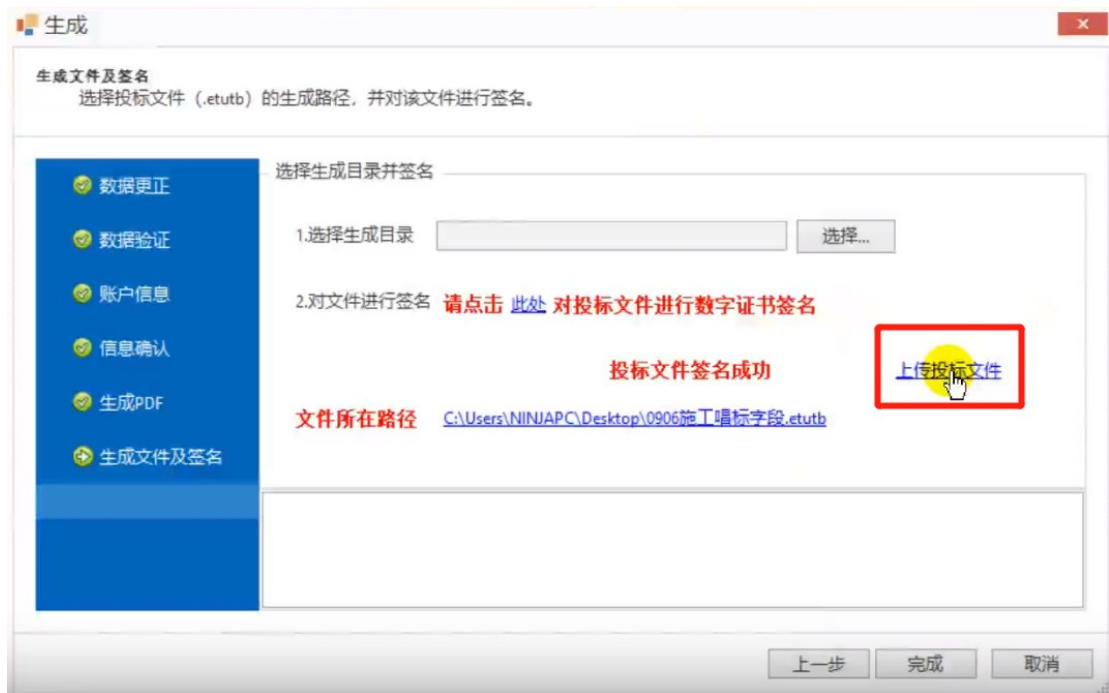 生成
生成文件及签名
选择投标文件（.etutb）的生成路径，并对该文件进行签名。
数据更正
数据验证
账户信息
信息确认
生成PDF
生成文件及签名
选择生成目录并签名
1.选择生成目录 选择...
2.对文件进行签名 请点击 此处 对投标文件进行数字证书签名
投标文件签名成功 上传投标文件
文件所在路径 C:\Users\NINJAPC\Desktop\0906施工唱标字段.etutb
上一步 完成 取消